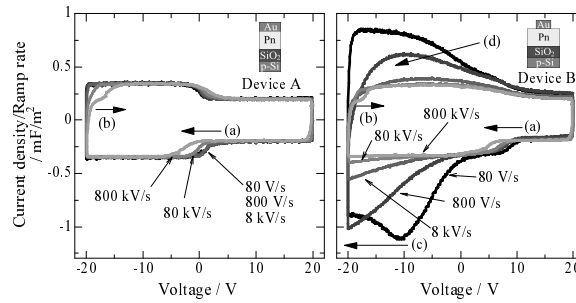 Current density/Ramp rate
/ mF/m²
1
0.5
0
-0.5
-1
Au
Pn
SiO₂
p-Si
Device A
(b)
(a)
800 kV/s
80 kV/s
80 V/s
800 V/s
8 kV/s
-20
-10
0
10
20
Voltage / V
Au
Pn
SiO₂
p-Si
Device B
(d)
(b)
(a)
800 kV/s
80 kV/s
80 V/s
800 V/s
8 kV/s
(c)
-20
-10
0
10
20
Voltage / V